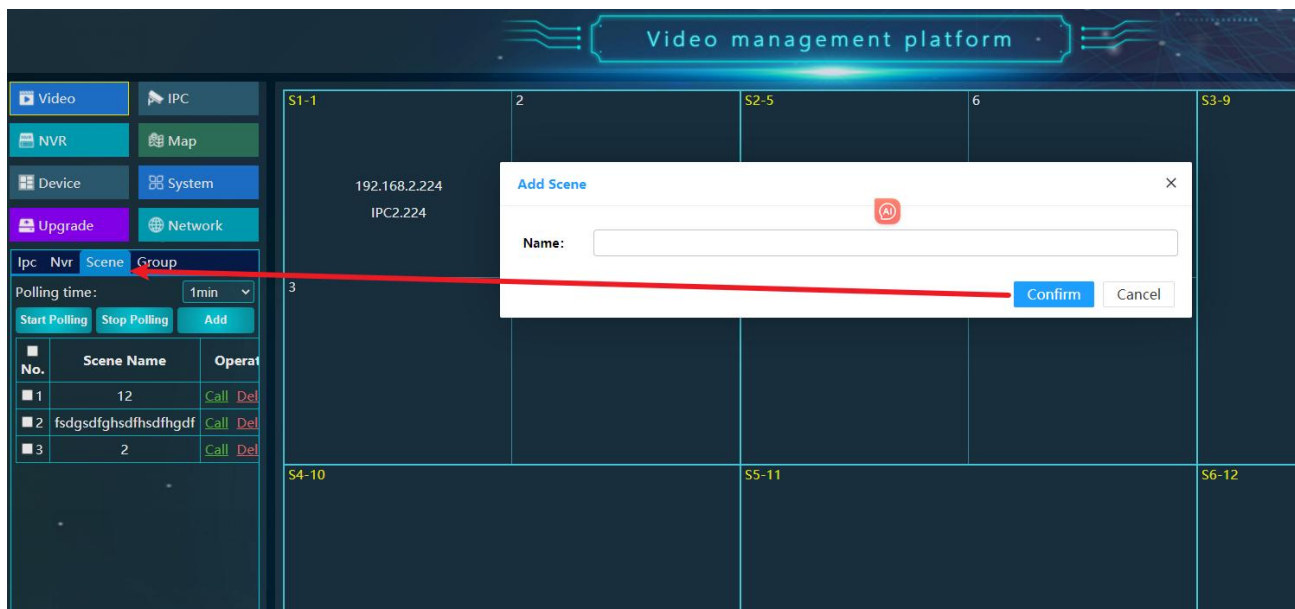 Video management platform
Video
IPC
NVR
Map
Device
System
Upgrade
Network
Ipc Nvr Scene Group
Polling time: 1min
Start Polling Stop Polling Add
No. Scene Name Operat
1 12 Call Del
2 fsdgsdfghsdfhsdfhgdf Call Del
3 2 Call Del
S1-1
2
S2-5
6
S3-9
192.168.2.224
IPC2.224
3
S4-10
S5-11
S6-12
Add Scene
AI
Name:
Confirm Cancel